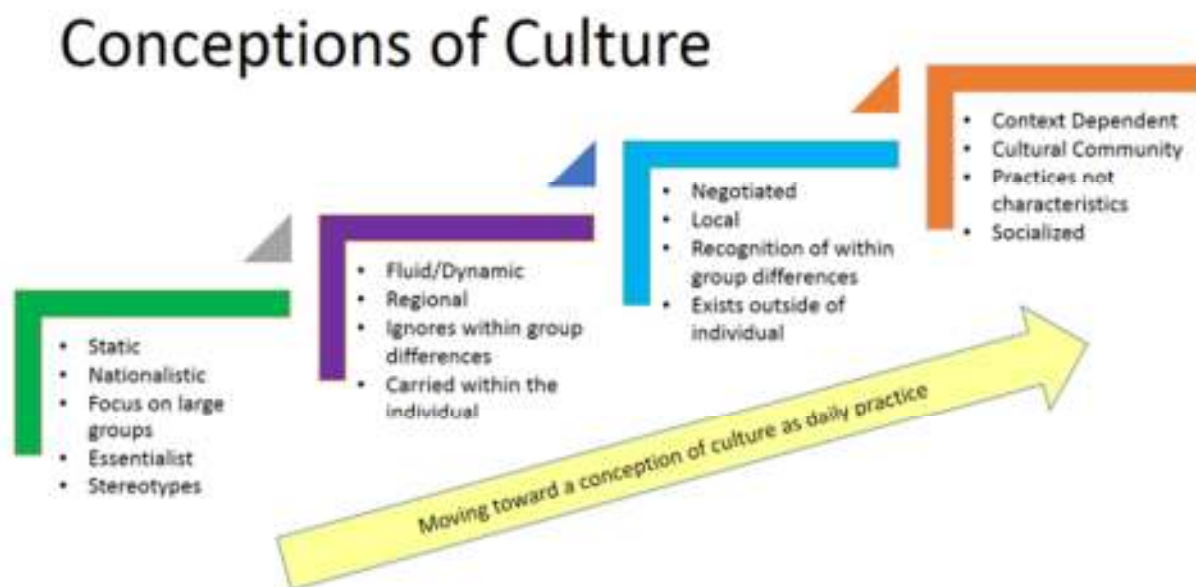 Conceptions of Culture
• Static
• Nationalistic
• Focus on large
groups
• Essentialist
• Stereotypes
• Fluid/Dynamic
• Regional
• Ignores within group
differences
• Carried within the
individual
• Negotiated
• Local
• Recognition of within
group differences
• Exists outside of
individual
• Context Dependent
• Cultural Community
• Practices not
characteristics
• Socialized
Moving toward a conception of culture as daily practice